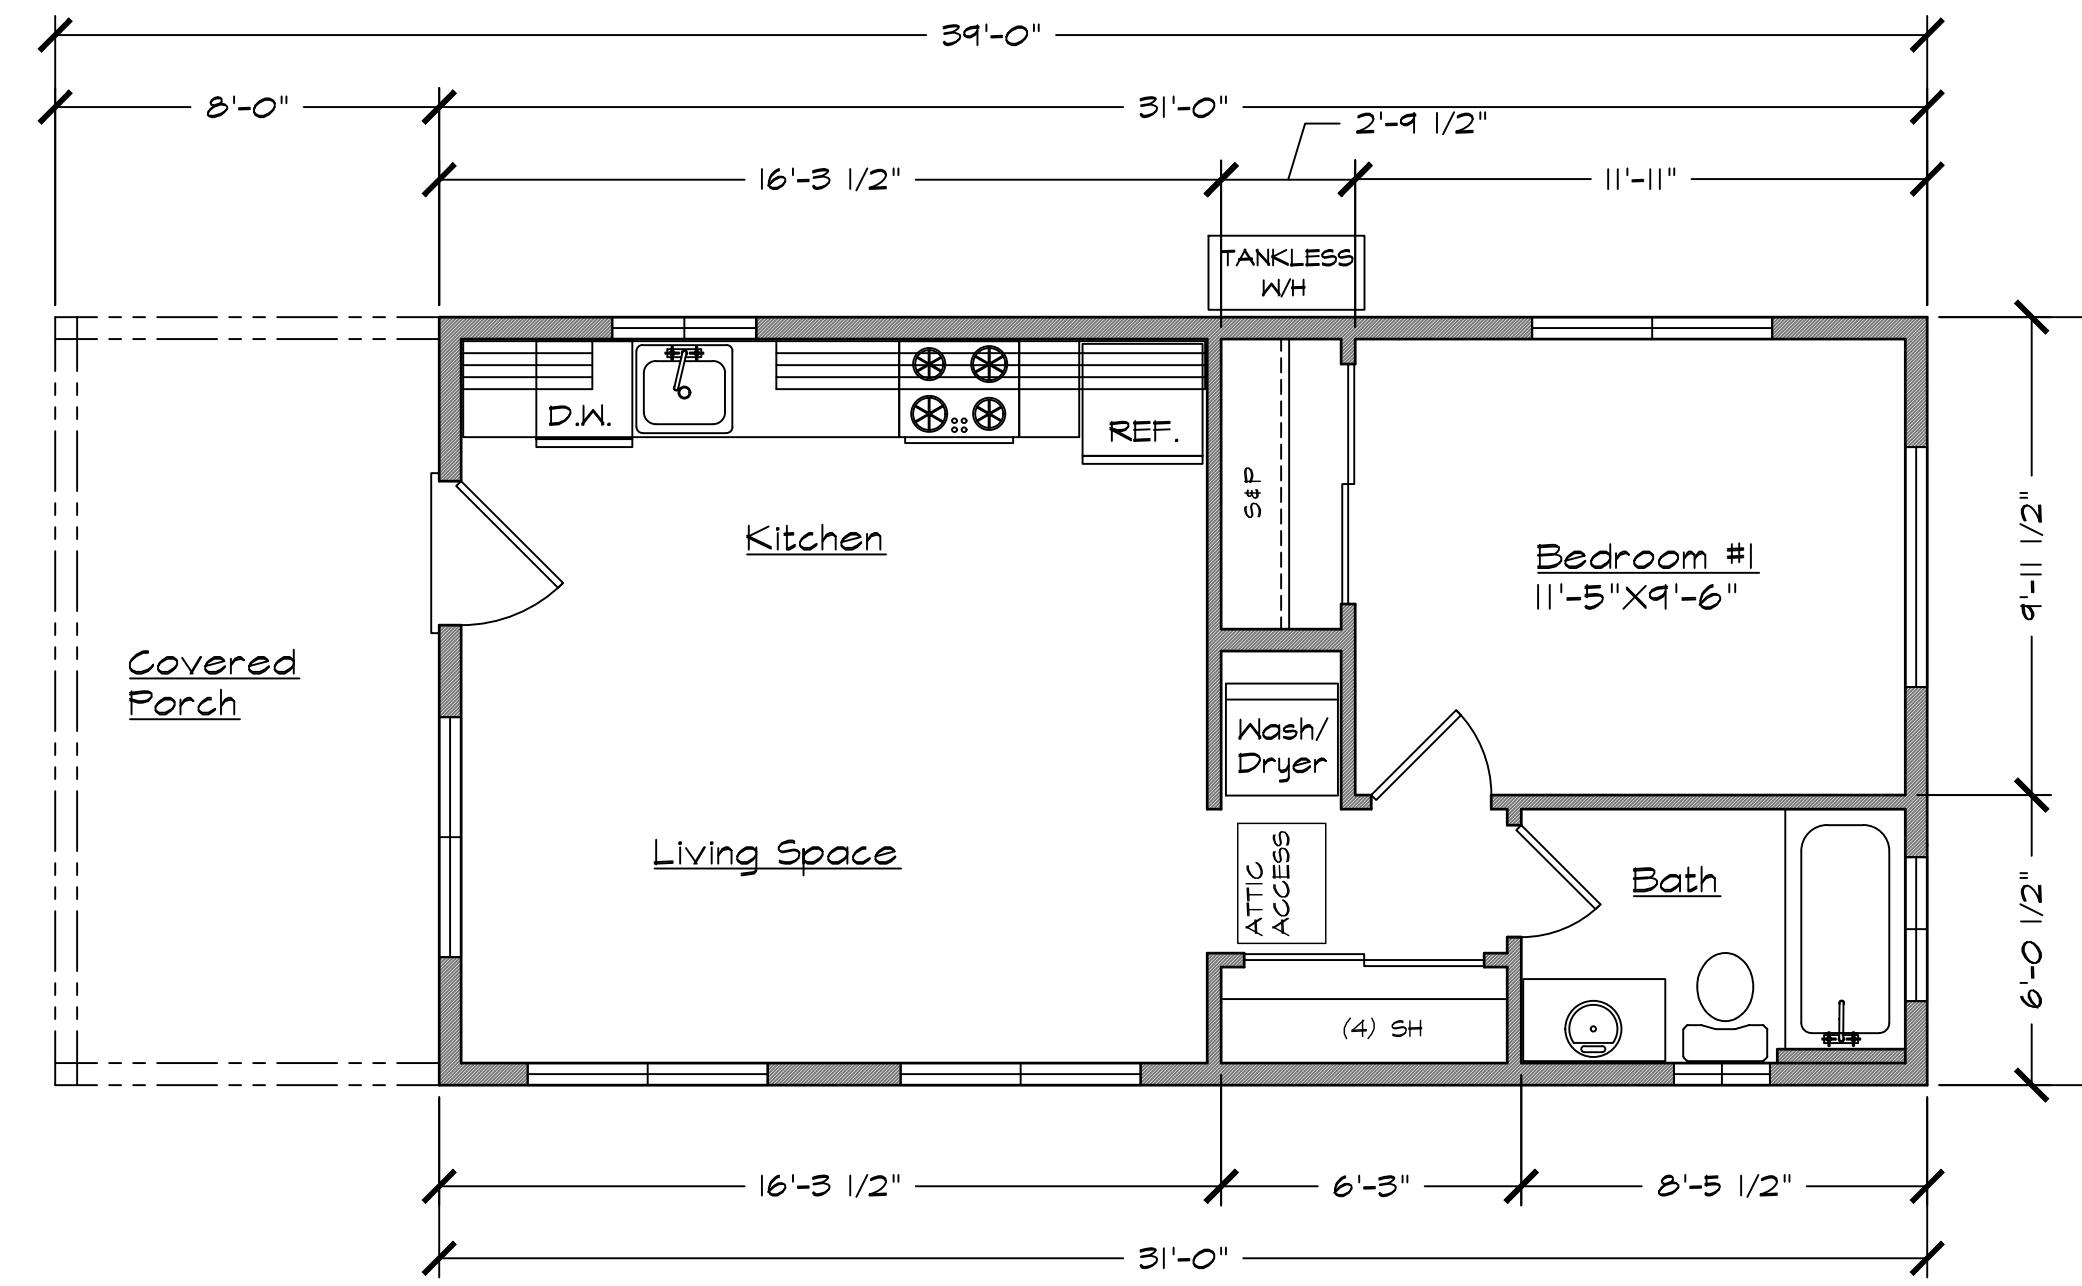 39'-0"
8'-0"
31'-0"
2'-9 1/2"
16'-3 1/2"
11'-11"
TANKLESS
W/H
D.W.
REF.
S&P
Kitchen
Bedroom #1
11'-5"X9'-6"
9'-11 1/2"
Covered
Porch
Wash/
Dryer
Living Space
ATTIC
ACCESS
Bath
6'-0 1/2"
(4) SH
16'-3 1/2"
6'-3"
8'-5 1/2"
31'-0"